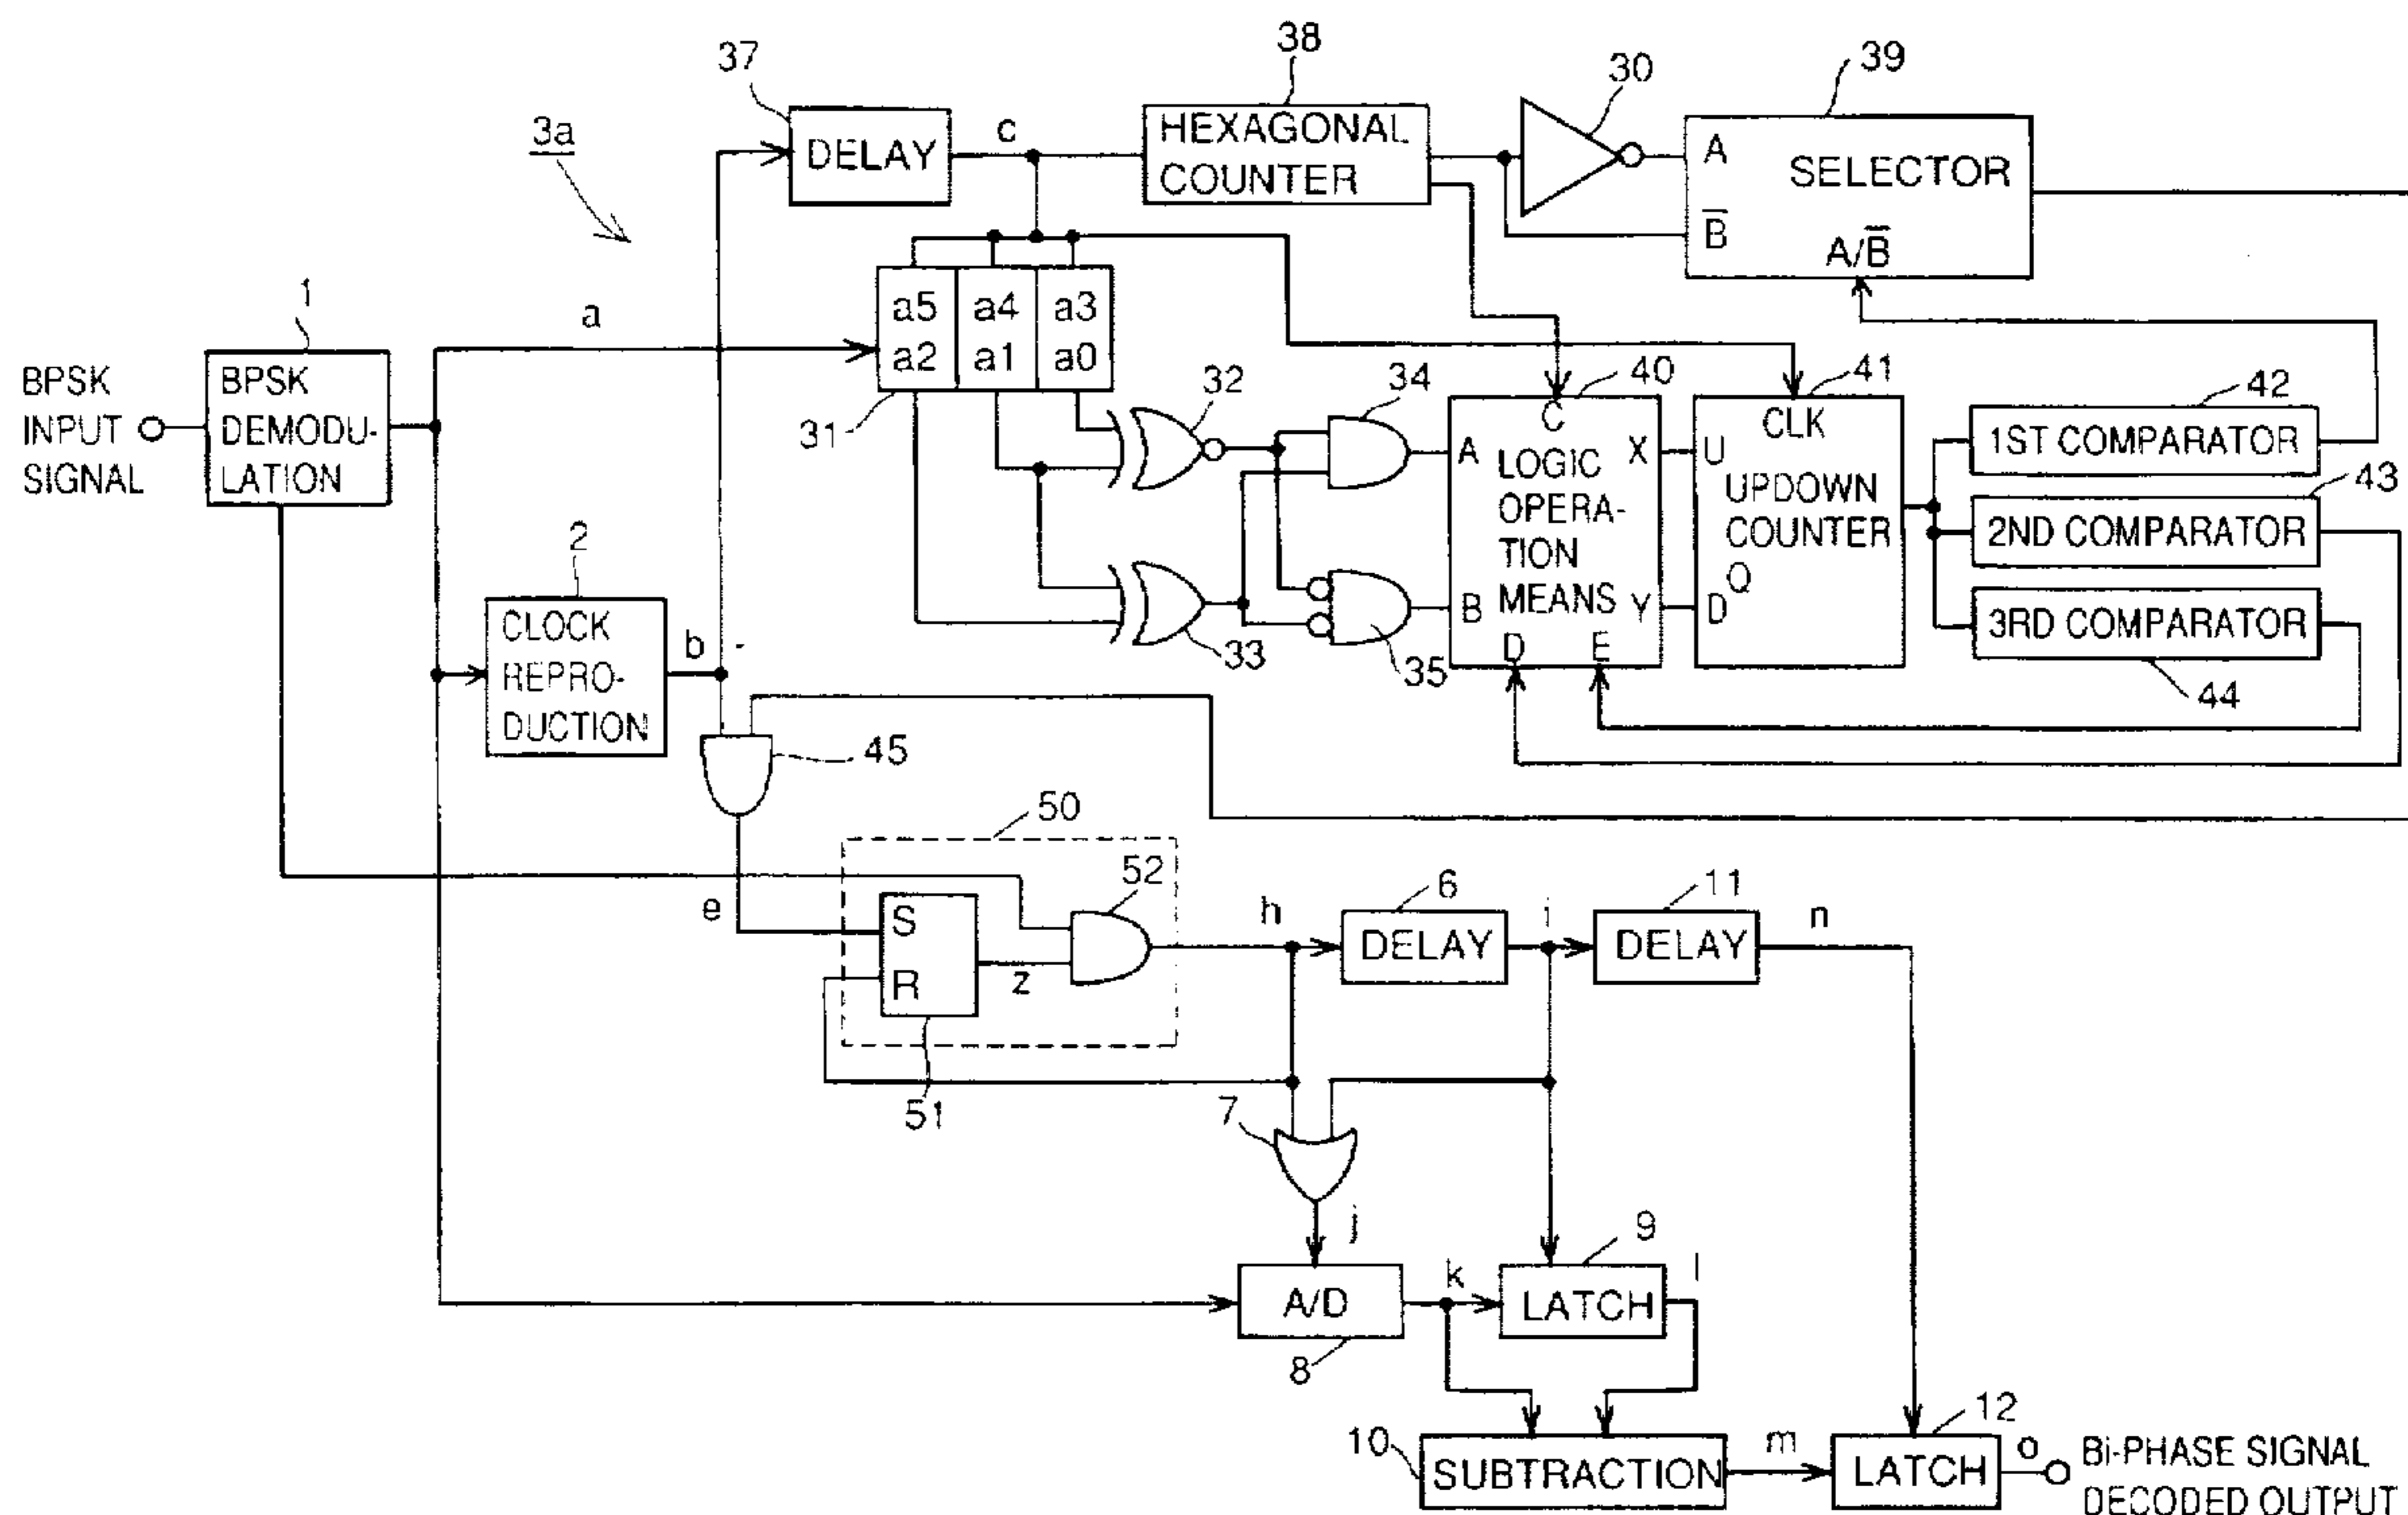 38
37
30
39
3a
DELAY
c
HEXAGONAL
COUNTER
A
SELECTOR
B̅
A/B̅
1
a
a5
a4
a3
a2
a1
a0
BPSK
INPUT
SIGNAL
BPSK
DEMODU-
LATION
31
32
34
40
41
42
C
CLK
1ST COMPARATOR
A
LOGIC
OPERA-
TION
MEANS
X
U
UPDOWN
COUNTER
Q
43
2ND COMPARATOR
2
CLOCK
REPRO-
DUCTION
b
B
Y
D
3RD COMPARATOR
33
35
D
E
44
45
50
52
e
S
R
z
51
h
6
DELAY
i
11
DELAY
n
7
j
9
A/D
k
LATCH
l
8
10
SUBTRACTION
m
12
LATCH
o
Bi-PHASE SIGNAL
DECODED OUTPUT